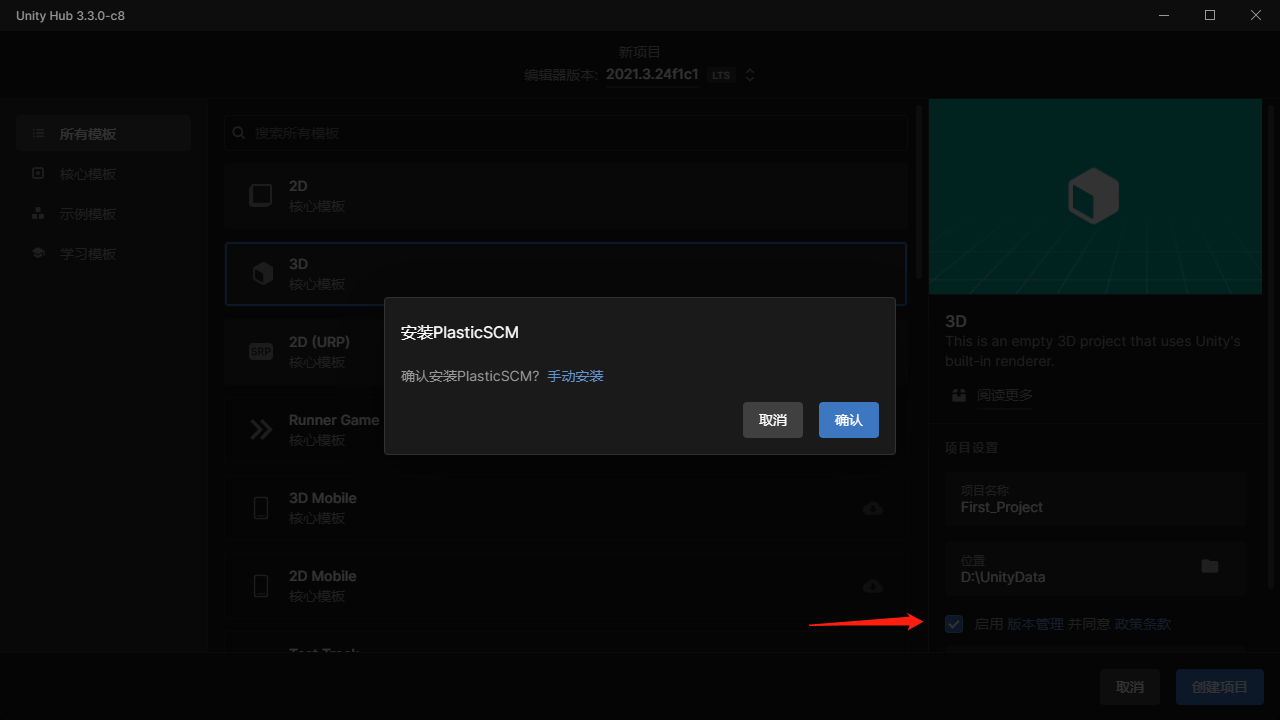 Unity Hub 3.3.0-c8
新项目
编辑器版本: 2021.3.24f1c1 LTS
所有模板
核心模板
示例模板
学习模板
搜索所有模板
2D
核心模板
3D
核心模板
2D (URP)
SRP
核心模板
Runner Game
核心模板
3D Mobile
核心模板
2D Mobile
核心模板
Test Track
安装PlasticSCM
确认安装PlasticSCM? 手动安装
取消 确认
3D
This is an empty 3D project that uses Unity's
built-in renderer.
阅读更多
项目设置
项目名称
First_Project
位置
D:\UnityData
启用 版本管理 并同意 政策条款
取消 创建项目